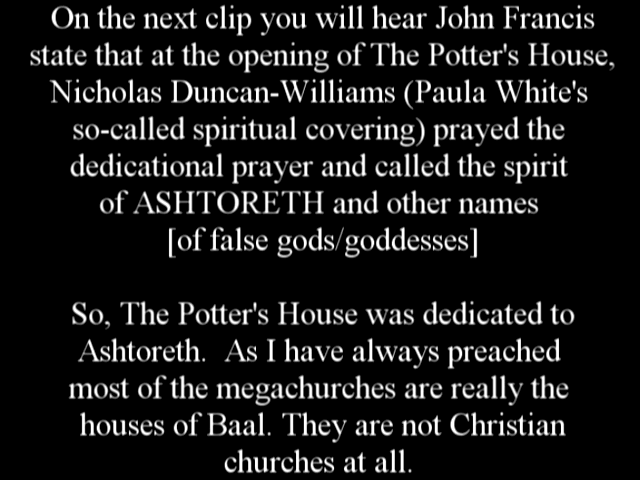 On the next clip you will hear John Francis
state that at the opening of The Potter's House,
Nicholas Duncan-Williams (Paula White's
so-called spiritual covering) prayed the
dedicational prayer and called the spirit
of ASHTORETH and other names
[of false gods/goddesses]
So, The Potter's House was dedicated to
Ashtoreth.  As I have always preached
most of the megachurches are really the
houses of Baal. They are not Christian
churches at all.